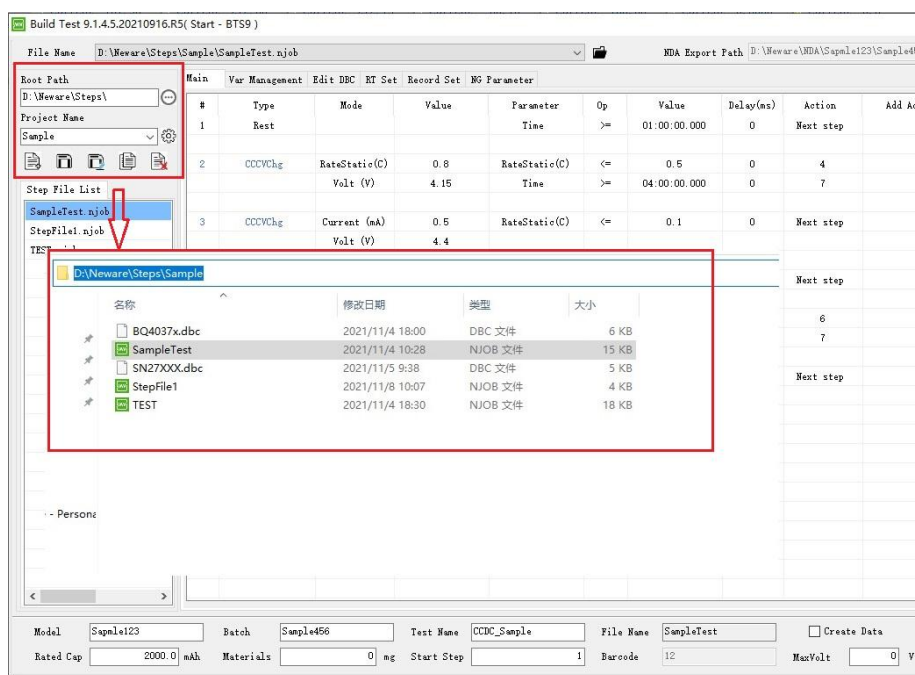 Build Test 9.1.4.5.20210916.R5( Start - BTS9 )
File Name D:\Neware\Steps\Sample\SampleTest.njob NDA Export Path D:\Neware\NDA\Sapmle123\Sample4
Root Path
D:\Neware\Steps\
Project Name
Sample
Main Var Management Edit DBC RT Set Record Set NG Parameter
# Type Mode Value Parameter Op Value Delay(ms) Action Add
1 Rest Time >= 01:00:00.000 0 Next step
2 CCCVChg RateStatic(C) 0.8 RateStatic(C) <= 0.5 0 4
Volt (V) 4.15 Time >= 04:00:00.000 0 7
3 CCCVChg Current (mA) 0.5 RateStatic(C) <= 0.1 0 Next step
Volt (V) 4.4
Next step
6
7
Next step
Step File List
SampleTest.njob
StepFile1.njob
D:\Neware\Steps\Sample
名称 修改日期 类型 大小
BQ4037x.dbc 2021/11/4 18:00 DBC 文件 6 KB
SampleTest 2021/11/4 10:28 NJOB 文件 15 KB
SN27XXX.dbc 2021/11/5 9:38 DBC 文件 5 KB
StepFile1 2021/11/8 10:07 NJOB 文件 4 KB
TEST 2021/11/4 18:30 NJOB 文件 18 KB
- Persona
Model Sapmle123 Batch Sample456 Test Name CCDC_Sample File Name SampleTest Create Data
Rated Cap 2000.0 mAh Materials 0 mg Start Step 1 Barcode 12 MaxVolt 0 V